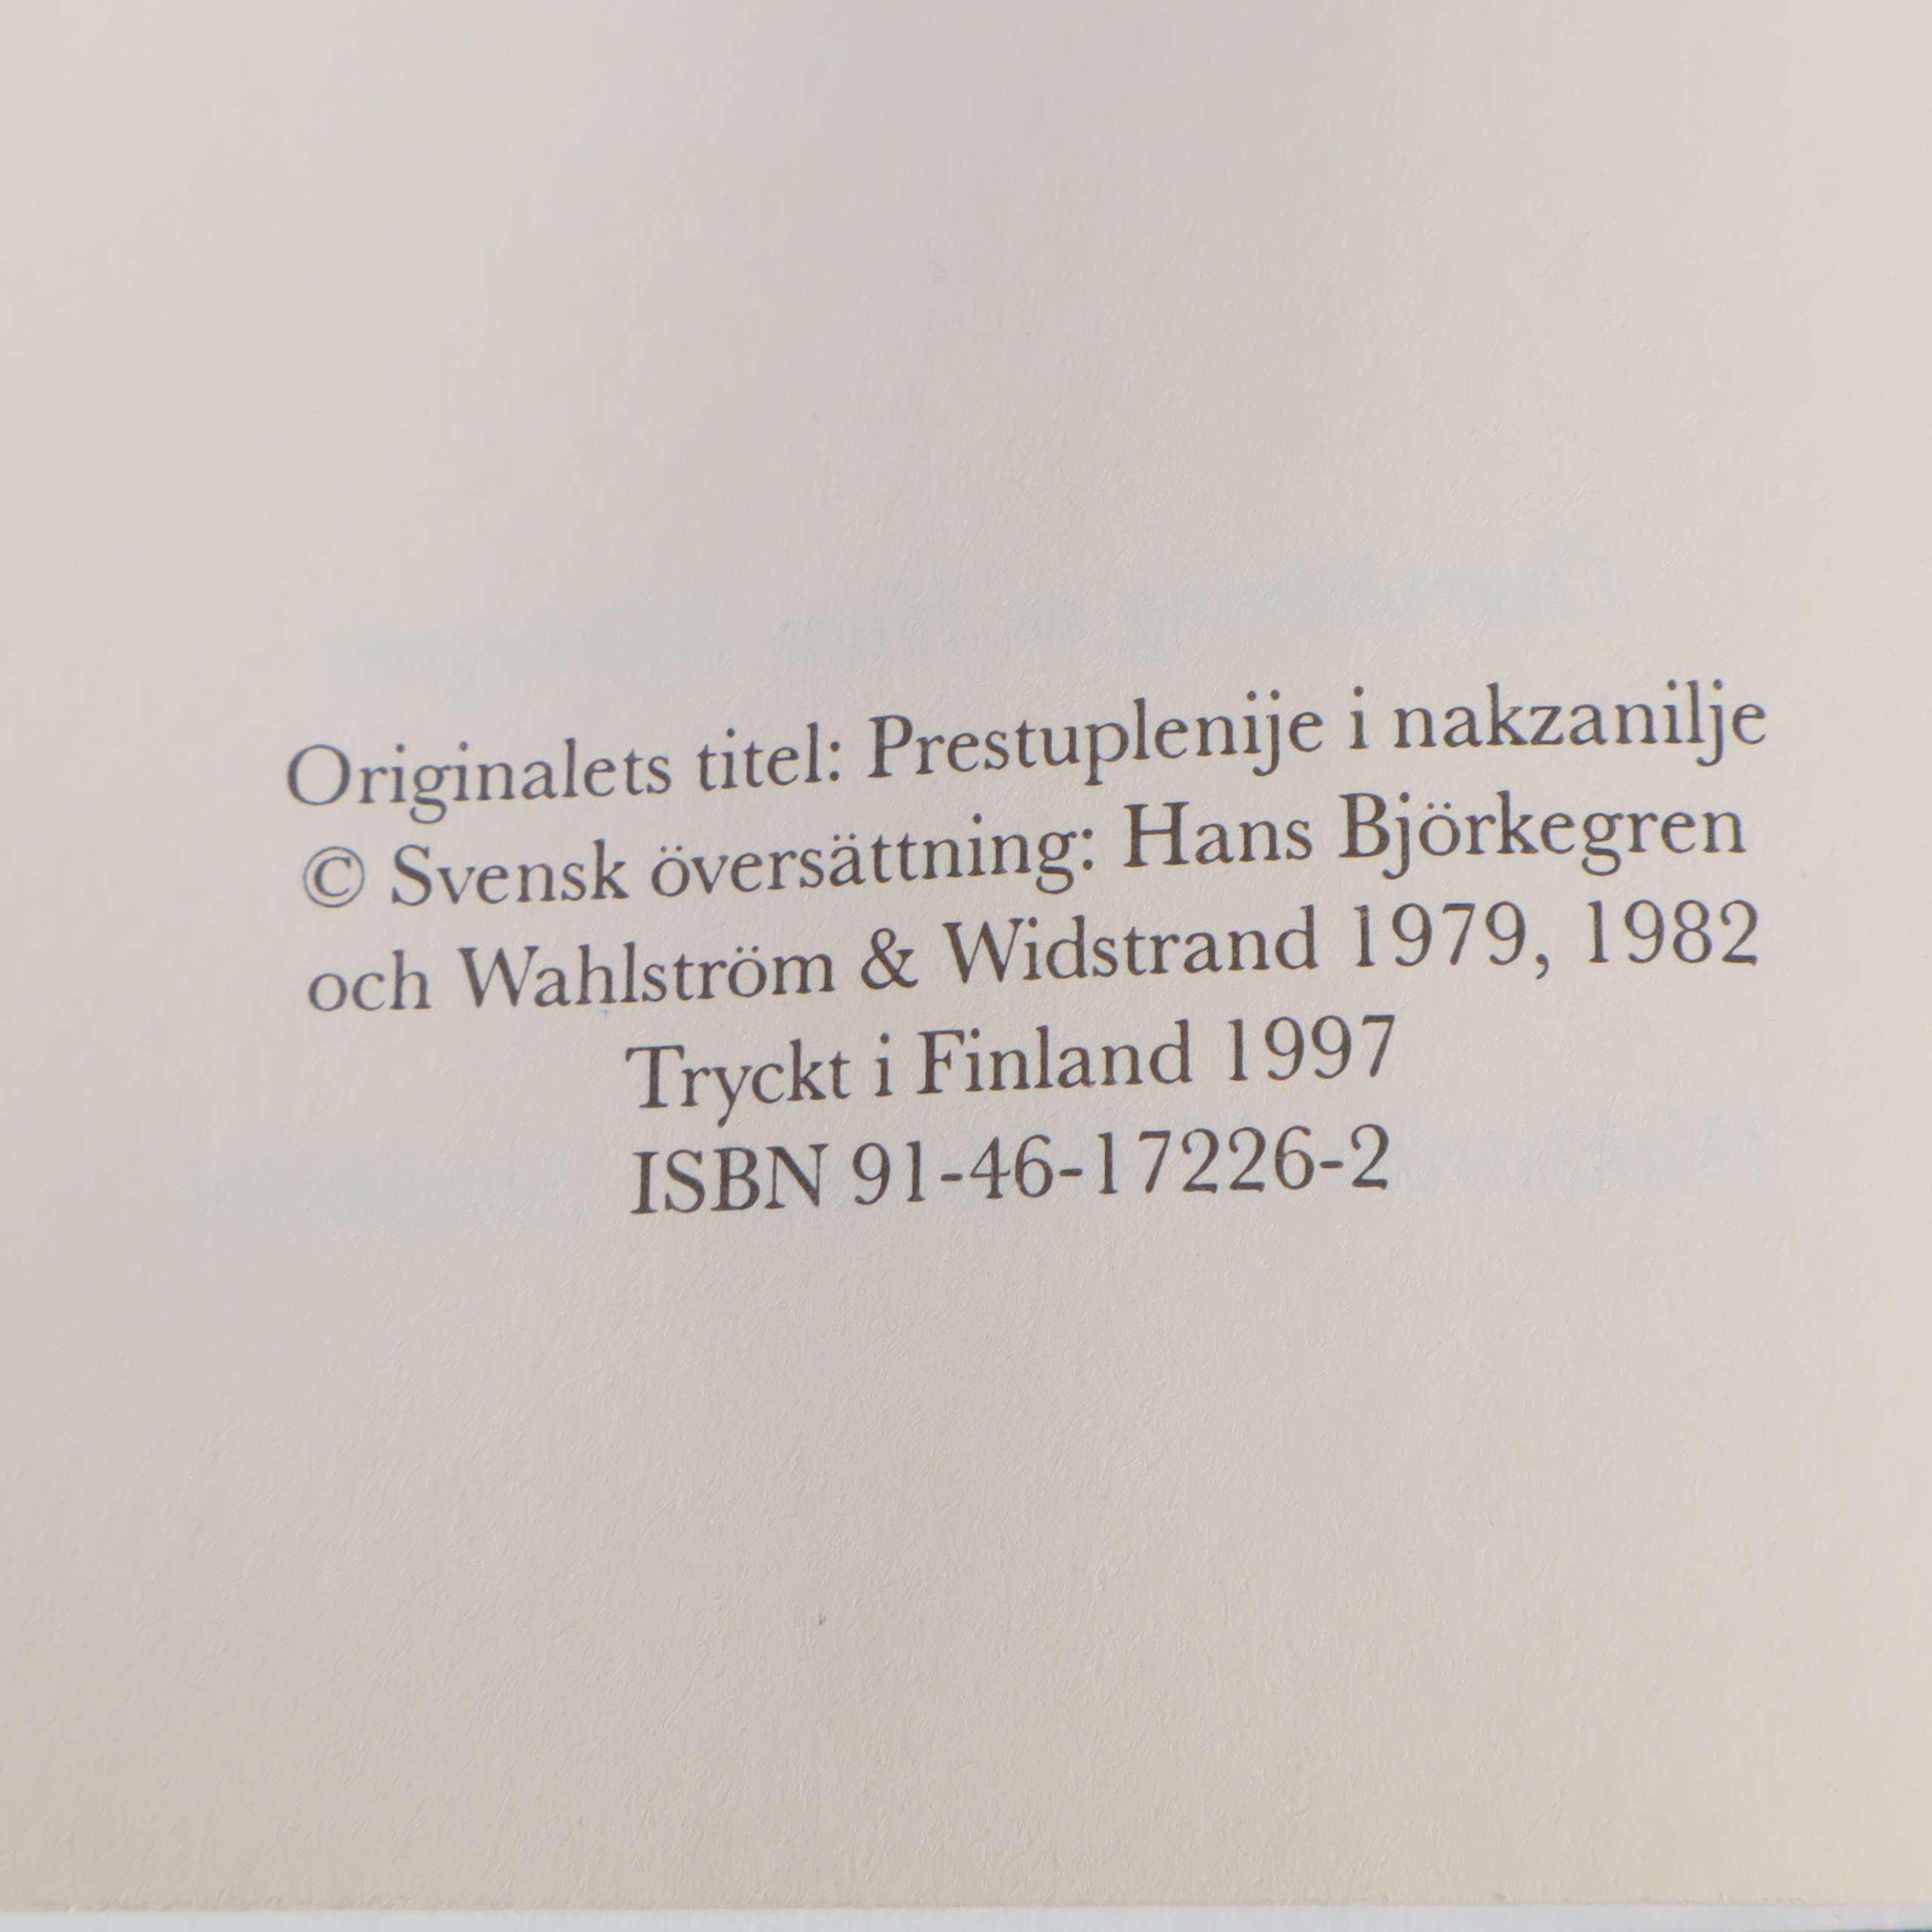 Originalets titel: Prestuplenije i nakzanilje
© Svensk översättning: Hans Björkegren
och Wahlström & Widstrand 1979, 1982
Tryckt i Finland 1997
ISBN 91-46-17226-2